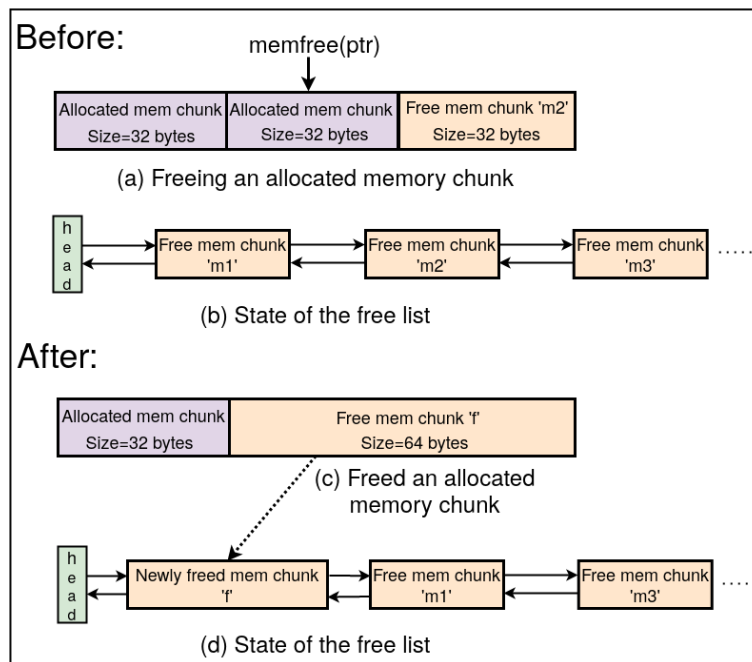 Before:
memfree(ptr)
Allocated mem chunk Allocated mem chunk Free mem chunk 'm2'
Size=32 bytes Size=32 bytes Size=32 bytes
(a) Freeing an allocated memory chunk
h
e
a
d
Free mem chunk Free mem chunk Free mem chunk
'm1' 'm2' 'm3'
.....
(b) State of the free list
After:
Allocated mem chunk Free mem chunk 'f'
Size=32 bytes Size=64 bytes
(c) Freed an allocated
memory chunk
h
e
a
d
Newly freed mem chunk Free mem chunk Free mem chunk
'f' 'm1' 'm3'
....
(d) State of the free list